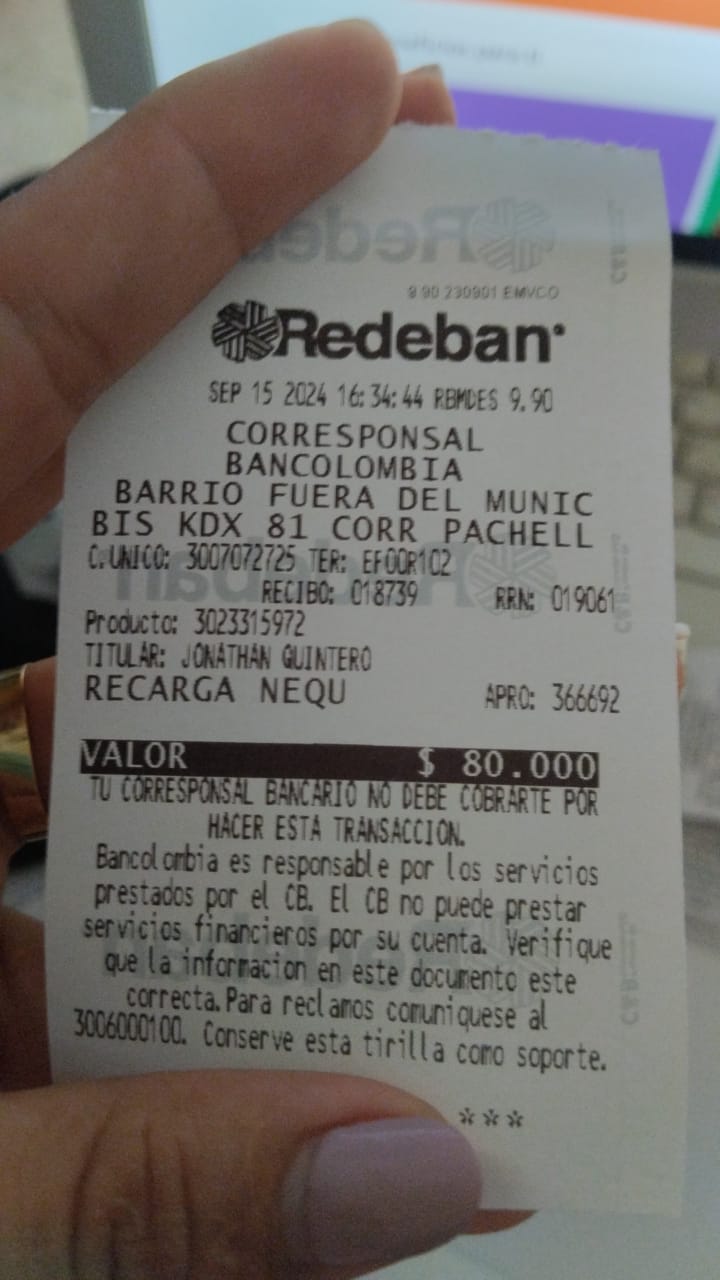 9.90 230901 EMVCO
Redeban
SEP 15 2024 16:34:44 RBMDES 9.90
CORRESPONSAL
BANCOLOMBIA
BARRIO FUERA DEL MUNIC
BIS KDX 81 CORR PACHELL
C.UNICO: 3007072725 TER: EF00R102
RECIBO: 018739 RRN: 019061
Producto: 3023315972
TITULAR: JONATHAN QUINTERO
RECARGA NEQU APRO: 366692
VALOR $ 80.000
TU CORRESPONSAL BANCARIO NO DEBE COBRARTE POR
HACER ESTA TRANSACCION.
Bancolombia es responsable por los servicios
prestados por el CB. El CB no puede prestar
servicios financieros por su cuenta. Verifique
que la informacion en este documento este
correcta.Para reclamos comuniquese al
3006000100. Conserve esta tirilla como soporte.
***